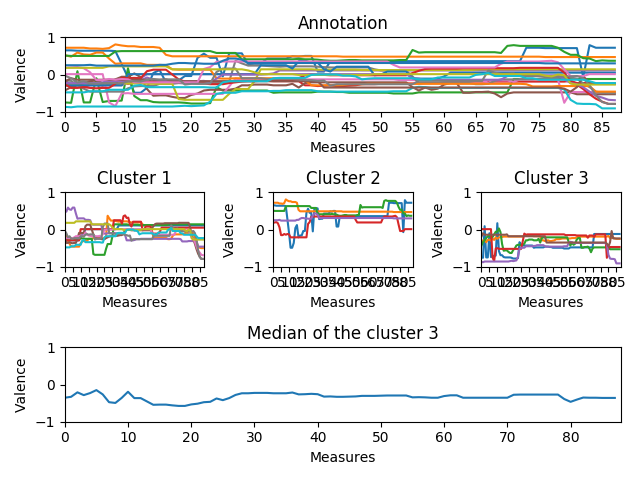 Annotation
Valence
1
0
−1
0 5 10 15 20 25 30 35 40 45 50 55 60 65 70 75 80 85
Measures
Cluster 1 Cluster 2 Cluster 3
Valence Valence Valence
1 1 1
0 0 0
−1 −1 −1
Measures Measures Measures
Median of the cluster 3
Valence
1
0
−1
0 10 20 30 40 50 60 70 80
Measures